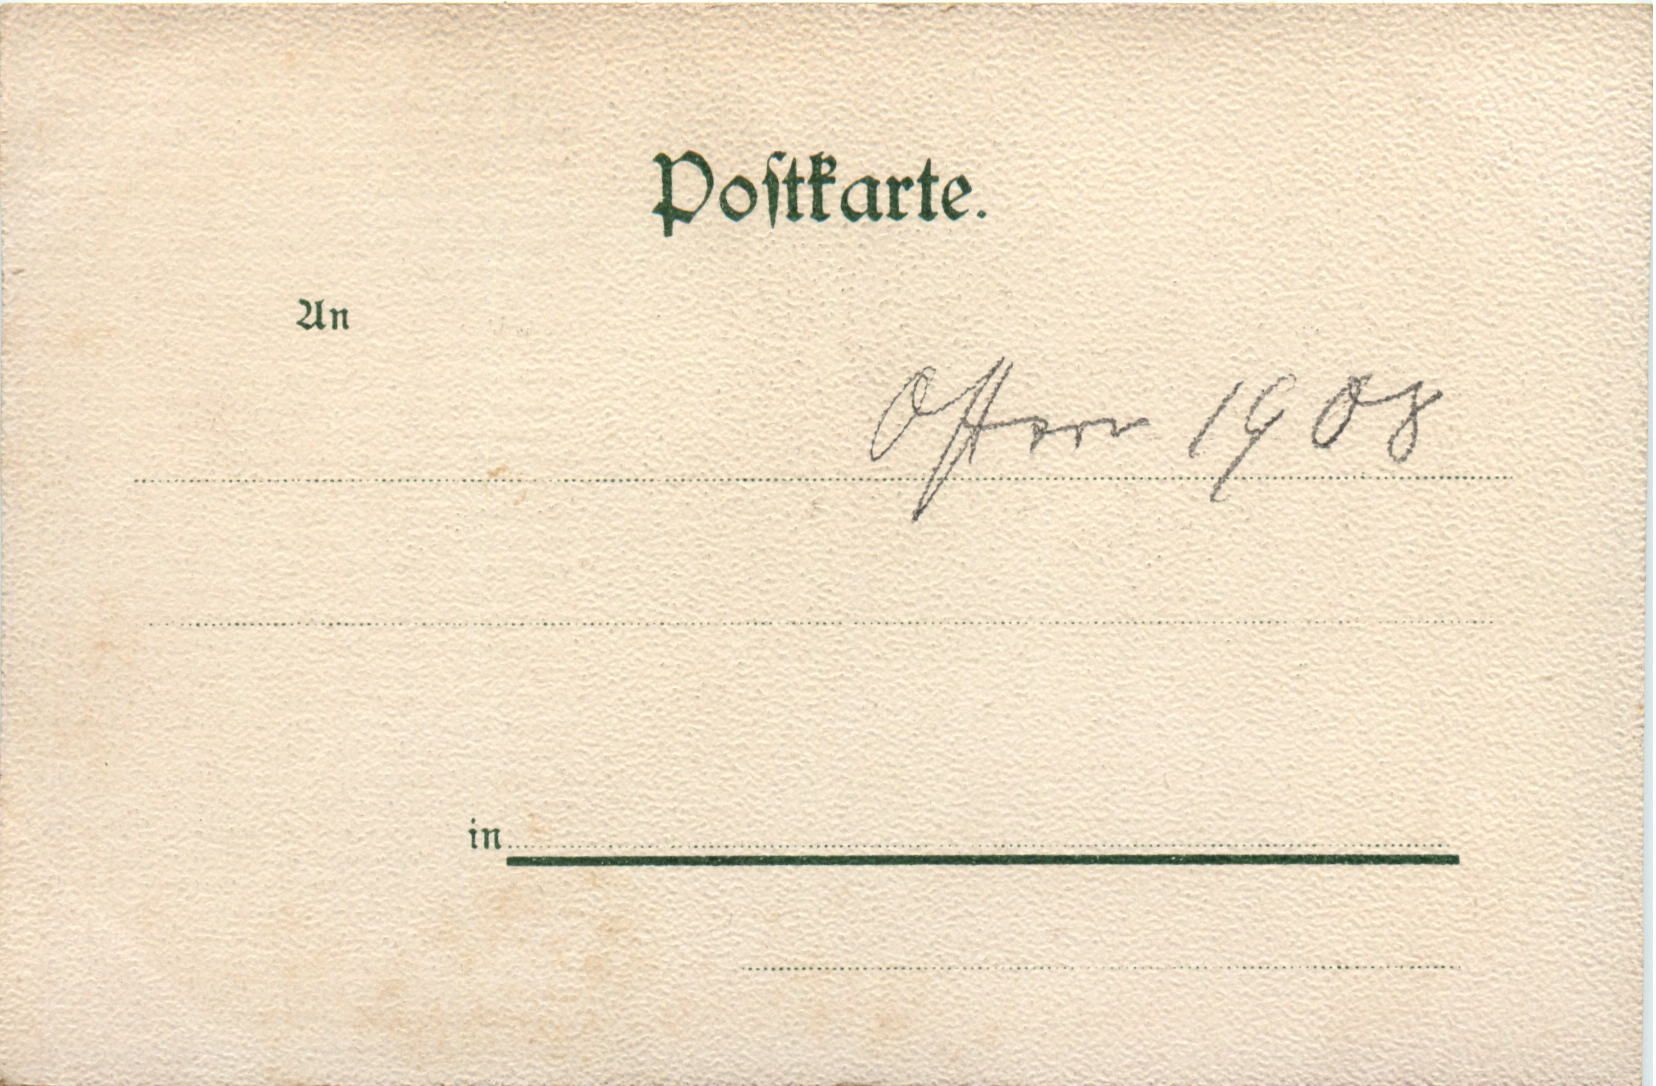 Postkarte.
An
Ostern 1908
in